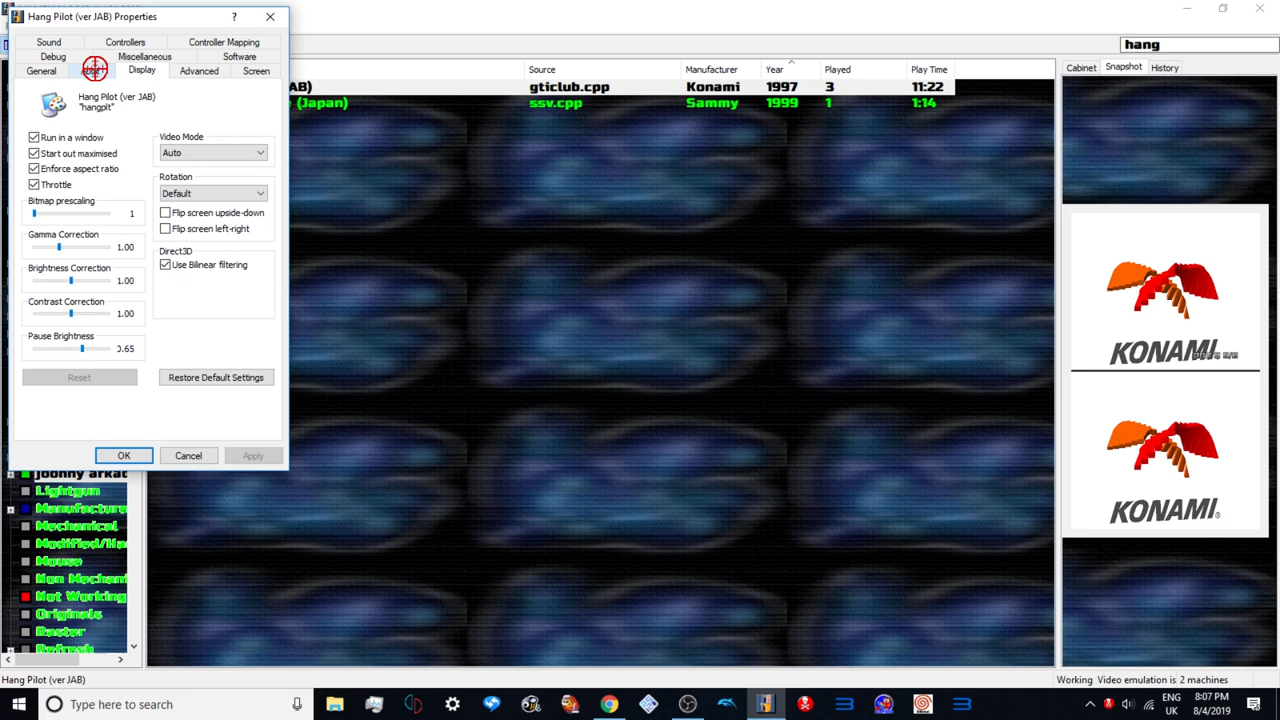 Hang Pilot (ver JAB) Properties
?
Sound Controllers Controller Mapping
Debug Miscellaneous Software
General Display Advanced Screen
Hang Pilot (ver JAB)
"hangplt"
Run in a window
Start out maximised
Enforce aspect ratio
Throttle
Bitmap prescaling
1
Gamma Correction
1.00
Brightness Correction
1.00
Contrast Correction
1.00
Pause Brightness
0.65
Reset
Video Mode
Auto
Rotation
Default
Flip screen upside-down
Flip screen left-right
Direct3D
Use Bilinear filtering
Restore Default Settings
OK Cancel Apply
hang
Source Manufacturer Year Played Play Time
AB) gticlub.cpp Konami 1997 3 11:22
(Japan) ssv.cpp Sammy 1999 1 1:14
Cabinet Snapshot History
KONAMI
KONAMI®
Lightgun
Manufacture
Mechanical
Modified/Ha
Mouse
Non Mechani
Not Working
Originals
Raster
Refresh
Hang Pilot (ver JAB)
Working Video emulation is 2 machines
Type here to search
ENG
UK
8:07 PM
8/4/2019